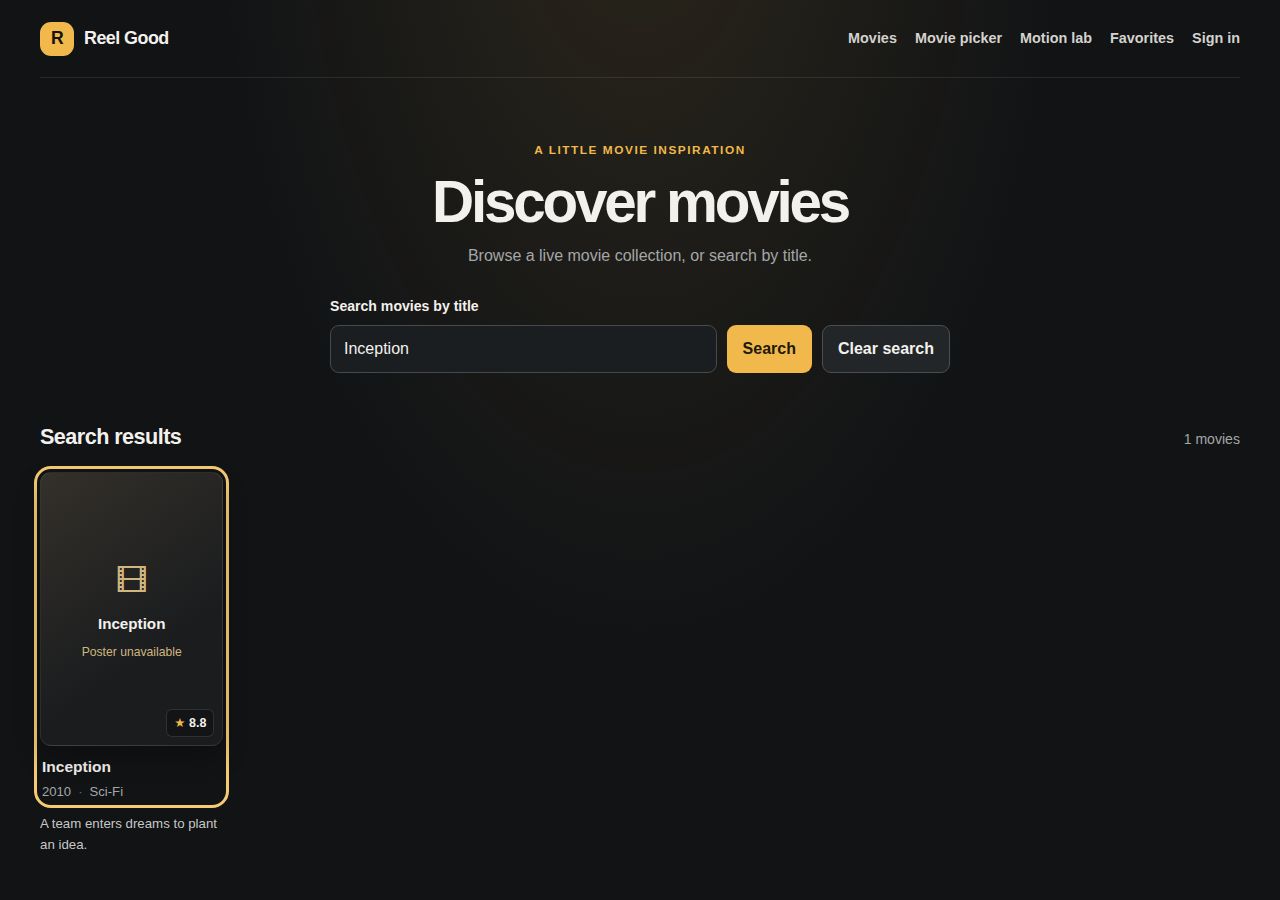 R Reel Good Movies Movie picker Motion lab Favorites Sign in
A LITTLE MOVIE INSPIRATION
Discover movies
Browse a live movie collection, or search by title.
Search movies by title
Inception Search Clear search
Search results 1 movies
Inception
Poster unavailable
★ 8.8
Inception
2010 · Sci-Fi
A team enters dreams to plant
an idea.